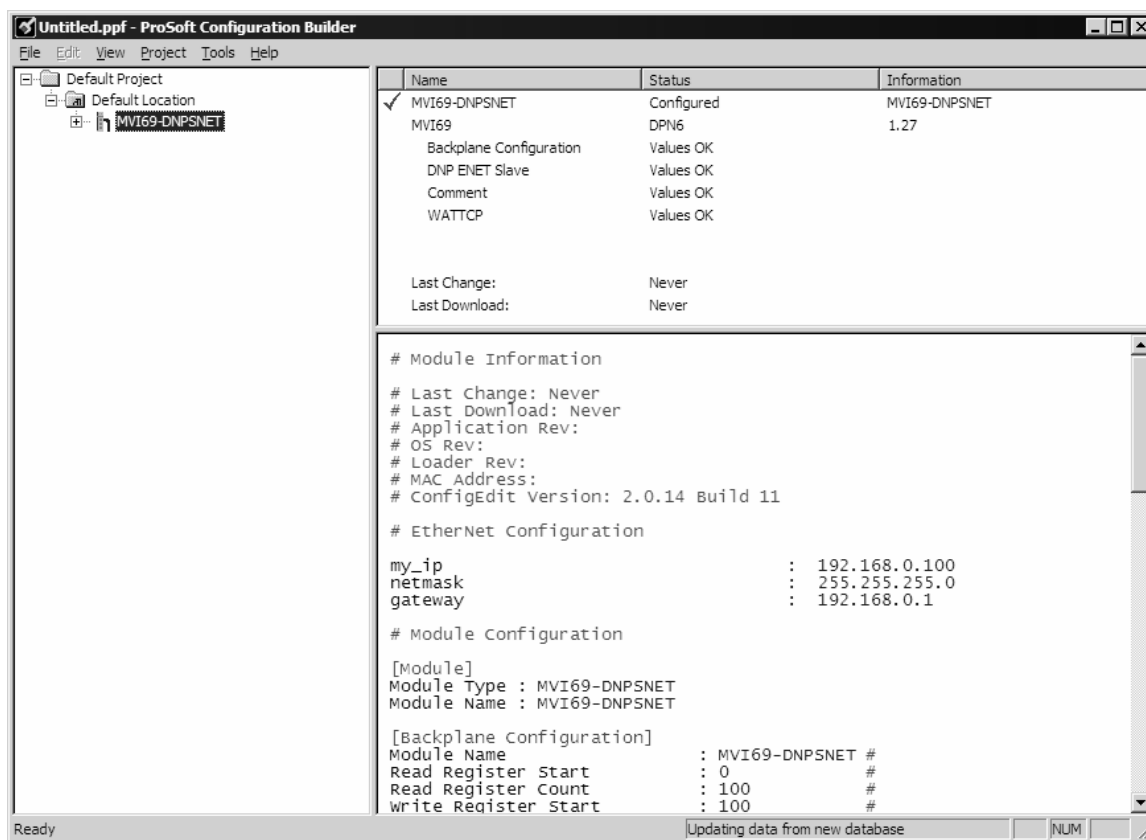 Untitled.ppf - ProSoft Configuration Builder
File Edit View Project Tools Help
Default Project
Default Location
MVI69-DNPSNET
Name Status Information
MVI69-DNPSNET Configured MVI69-DNPSNET
MVI69 DPN6 1.27
Backplane Configuration Values OK
DNP ENET Slave Values OK
Comment Values OK
WATTCP Values OK
Last Change: Never
Last Download: Never
# Module Information
# Last Change: Never
# Last Download: Never
# Application Rev:
# OS Rev:
# Loader Rev:
# MAC Address:
# ConfigEdit Version: 2.0.14 Build 11
# EtherNet Configuration
my_ip : 192.168.0.100
netmask : 255.255.255.0
gateway : 192.168.0.1
# Module Configuration
[Module]
Module Type : MVI69-DNPSNET
Module Name : MVI69-DNPSNET
[Backplane Configuration]
Module Name : MVI69-DNPSNET #
Read Register Start : 0 #
Read Register Count : 100 #
Write Register Start : 100 #
Ready Updating data from new database NUM